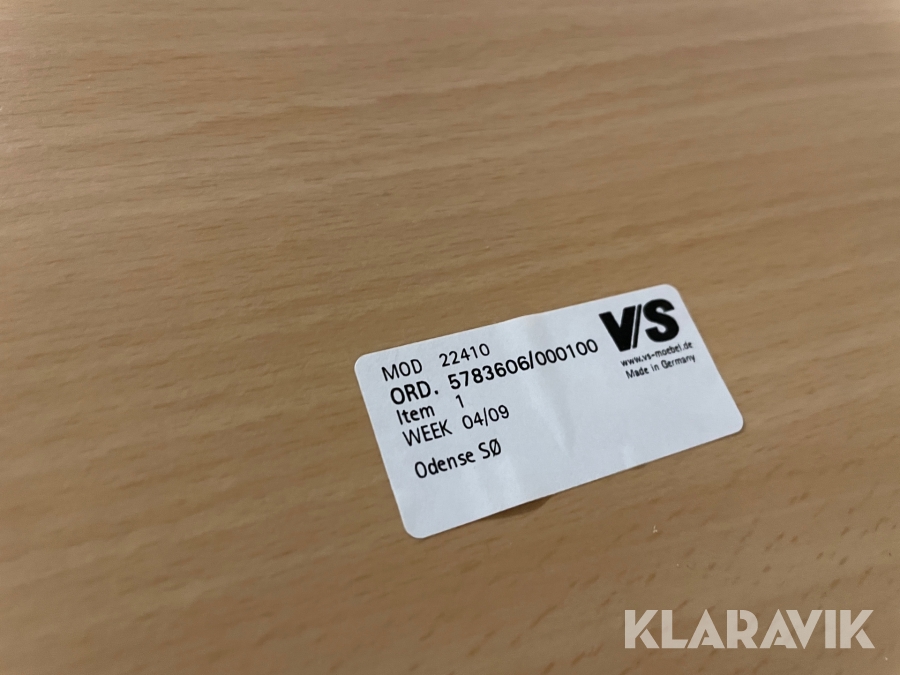 MOD 22410
ORD. 5783606/000100
Item 1
WEEK 04/09
Odense SØ
V/S
www.vs-moebel.de
Made in Germany
KLARAVIK